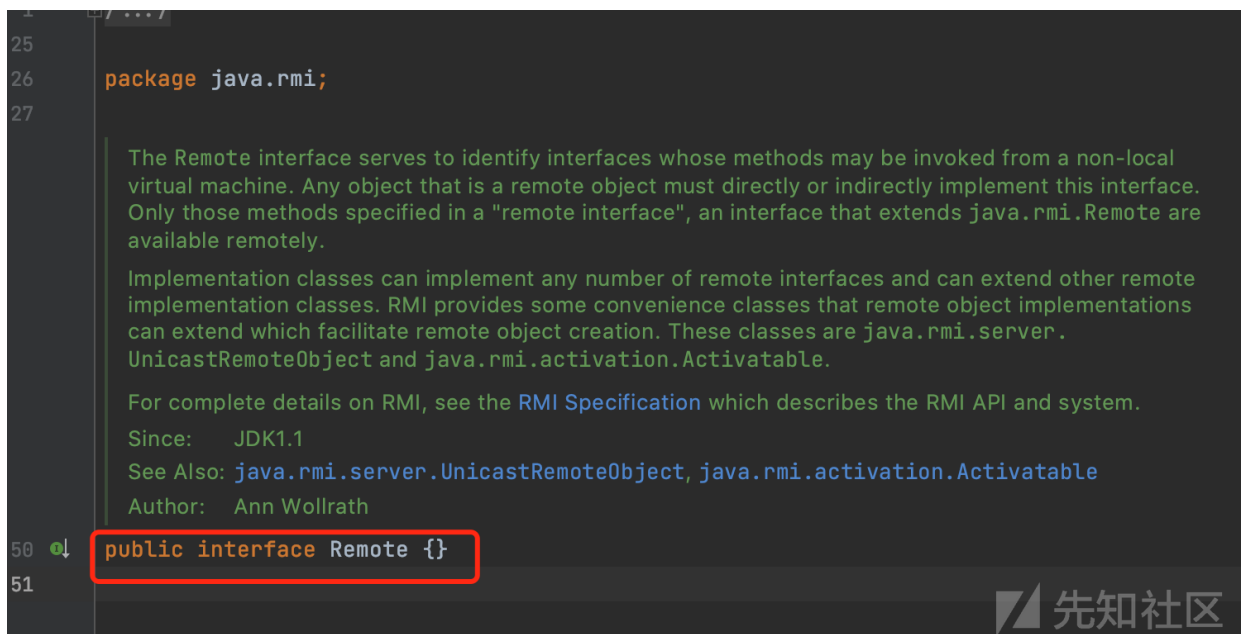 1 /.../
25
26 package java.rmi;
27
The Remote interface serves to identify interfaces whose methods may be invoked from a non-local
virtual machine. Any object that is a remote object must directly or indirectly implement this interface.
Only those methods specified in a "remote interface", an interface that extends java.rmi.Remote are
available remotely.
Implementation classes can implement any number of remote interfaces and can extend other remote
implementation classes. RMI provides some convenience classes that remote object implementations
can extend which facilitate remote object creation. These classes are java.rmi.server.
UnicastRemoteObject and java.rmi.activation.Activatable.
For complete details on RMI, see the RMI Specification which describes the RMI API and system.
Since: JDK1.1
See Also: java.rmi.server.UnicastRemoteObject, java.rmi.activation.Activatable
Author: Ann Wollrath
50 public interface Remote {}
51
先知社区